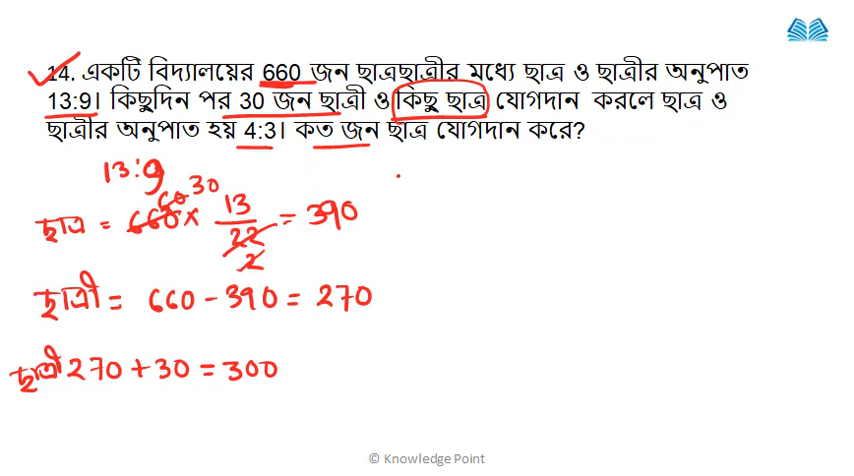 14. একটি বিদ্যালয়ের 660 জন ছাত্রছাত্রীর মধ্যে ছাত্র ও ছাত্রীর অনুপাত
13:9। কিছুদিন পর 30 জন ছাত্রী ও কিছু ছাত্র যোগদান করলে ছাত্র ও
ছাত্রীর অনুপাত হয় 4:3। কত জন ছাত্র যোগদান করে?
13:9
60 30
ছাত্র = 660 × 13/22 = 390
2
ছাত্রী = 660 - 390 = 270
ছাত্রী 270 + 30 = 300
© Knowledge Point